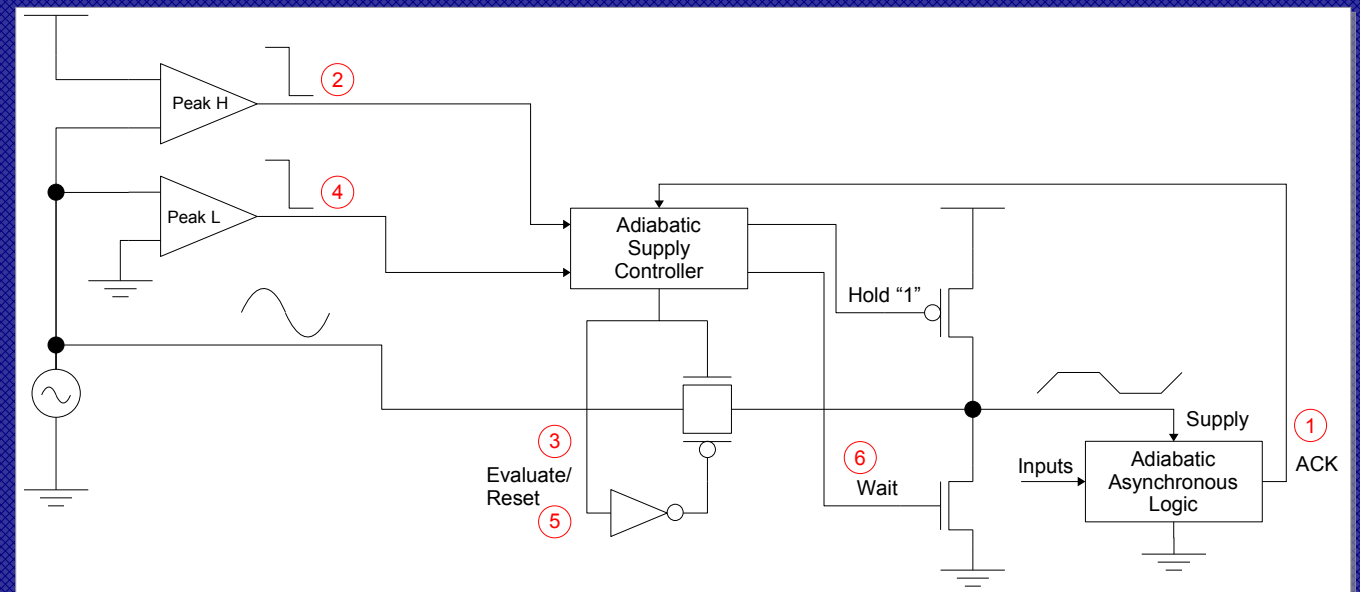 2
Peak H
4
Peak L
Adiabatic
Supply
Controller
Hold “1”
Supply
1
ACK
3
Evaluate/
Reset
5
6
Wait
Inputs
Adiabatic
Asynchronous
Logic